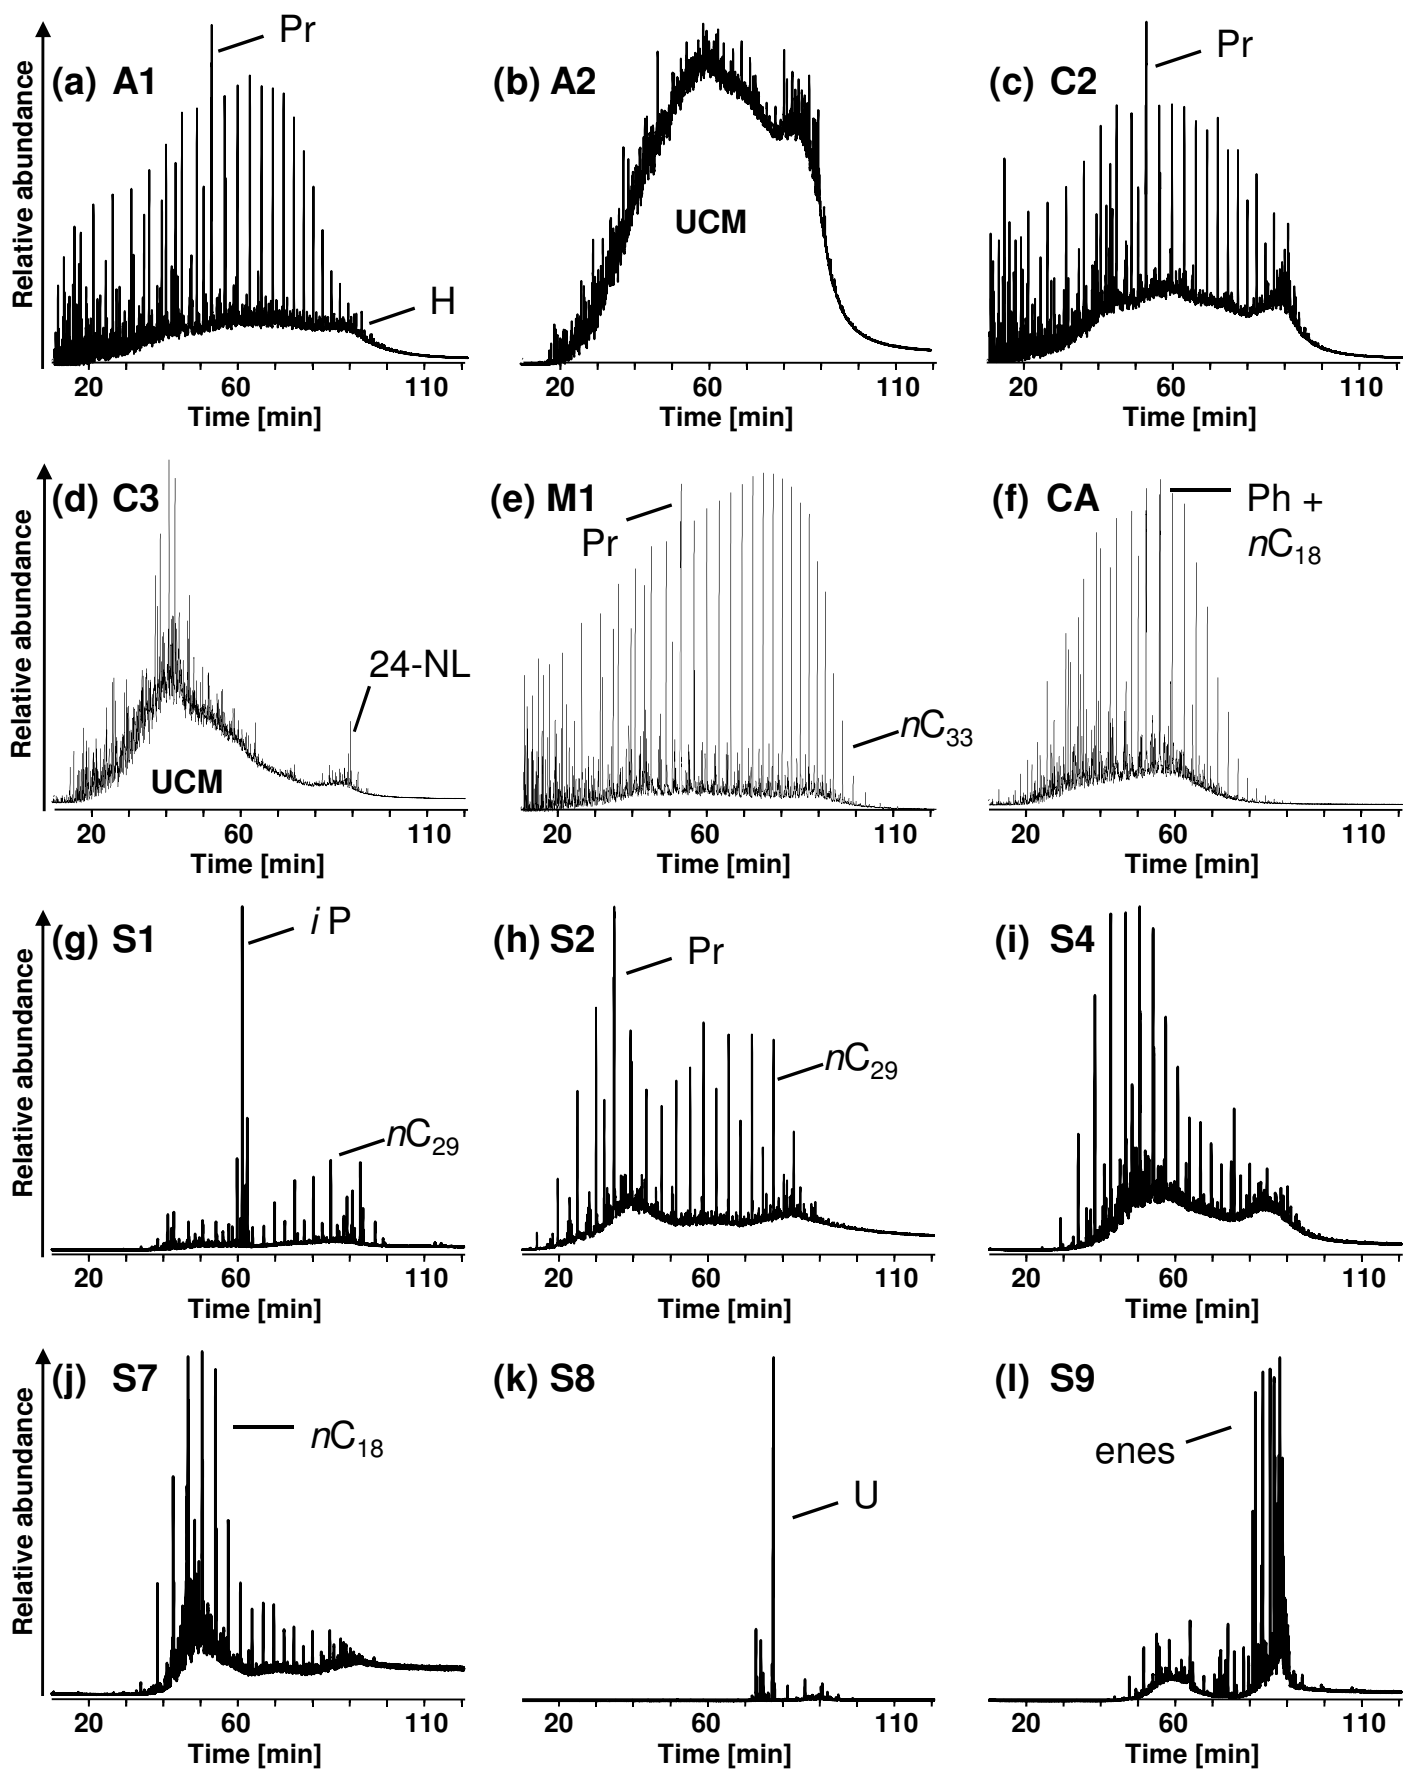 (a) A1
Pr
H
Relative abundance
20 60 110
Time [min]
(b) A2
UCM
20 60 110
Time [min]
(c) C2
Pr
20 60 110
Time [min]
(d) C3
24-NL
UCM
Relative abundance
20 60 110
Time [min]
(e) M1
Pr
nC33
20 60 110
Time [min]
(f) CA
Ph +
nC18
20 60 110
Time [min]
(g) S1
i P
nC29
Relative abundance
20 60 110
Time [min]
(h) S2
Pr
nC29
20 60 110
Time [min]
(i) S4
20 60 110
Time [min]
(j) S7
nC18
Relative abundance
20 60 110
Time [min]
(k) S8
U
20 60 110
Time [min]
(l) S9
enes
20 60 110
Time [min]